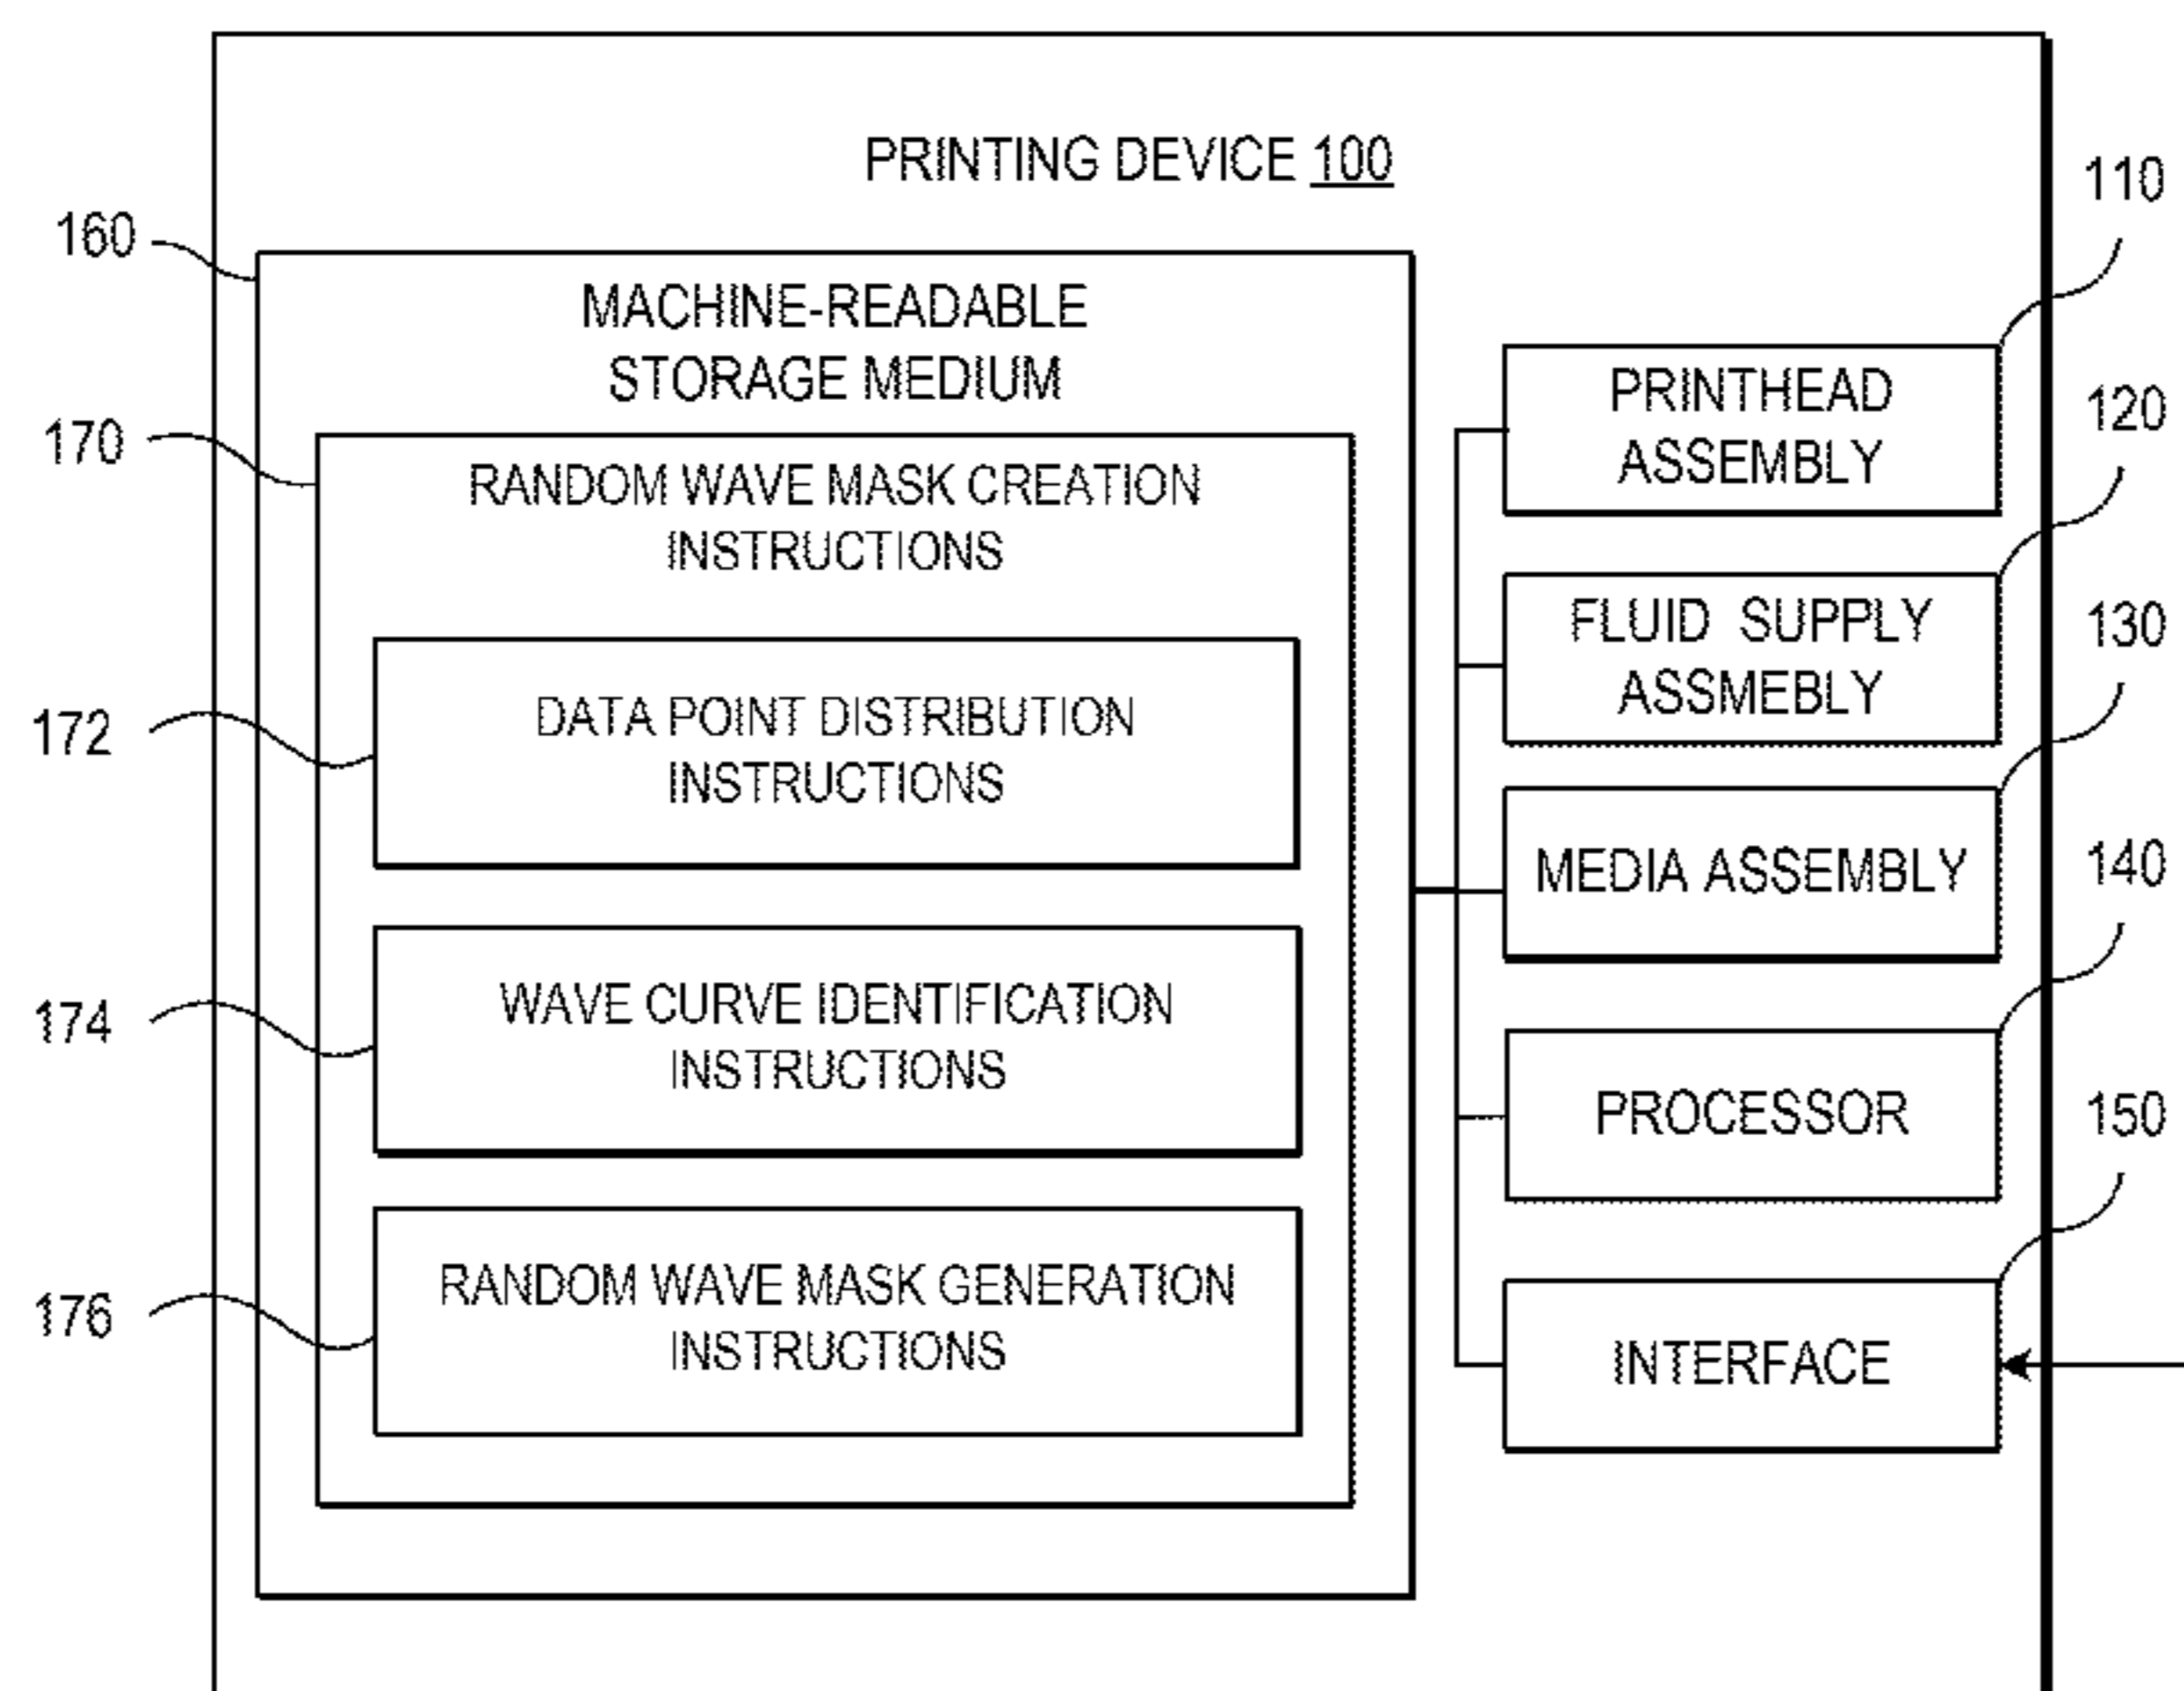 PRINTING DEVICE 100
160
MACHINE-READABLE
STORAGE MEDIUM
170
RANDOM WAVE MASK CREATION
INSTRUCTIONS
172
DATA POINT DISTRIBUTION
INSTRUCTIONS
174
WAVE CURVE IDENTIFICATION
INSTRUCTIONS
176
RANDOM WAVE MASK GENERATION
INSTRUCTIONS
110
PRINTHEAD
ASSEMBLY
120
FLUID SUPPLY
ASSMEBLY
130
MEDIA ASSEMBLY
140
PROCESSOR
150
INTERFACE